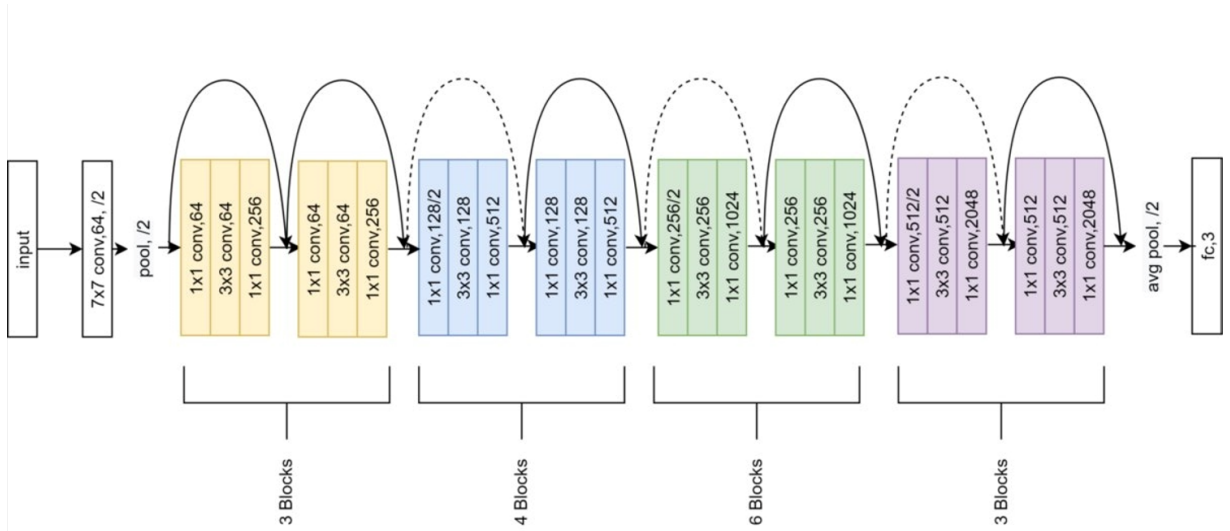 input
7x7 conv,64, /2
pool, /2
1x1 conv,64
3x3 conv,64
1x1 conv,256
1x1 conv,64
3x3 conv,64
1x1 conv,256
1x1 conv,128/2
3x3 conv,128
1x1 conv,512
1x1 conv,128
3x3 conv,128
1x1 conv,512
1x1 conv,256/2
3x3 conv,256
1x1 conv,1024
1x1 conv,256
3x3 conv,256
1x1 conv,1024
1x1 conv,512/2
3x3 conv,512
1x1 conv,2048
1x1 conv,512
3x3 conv,512
1x1 conv,2048
avg pool, /2
fc,3
3 Blocks
4 Blocks
6 Blocks
3 Blocks